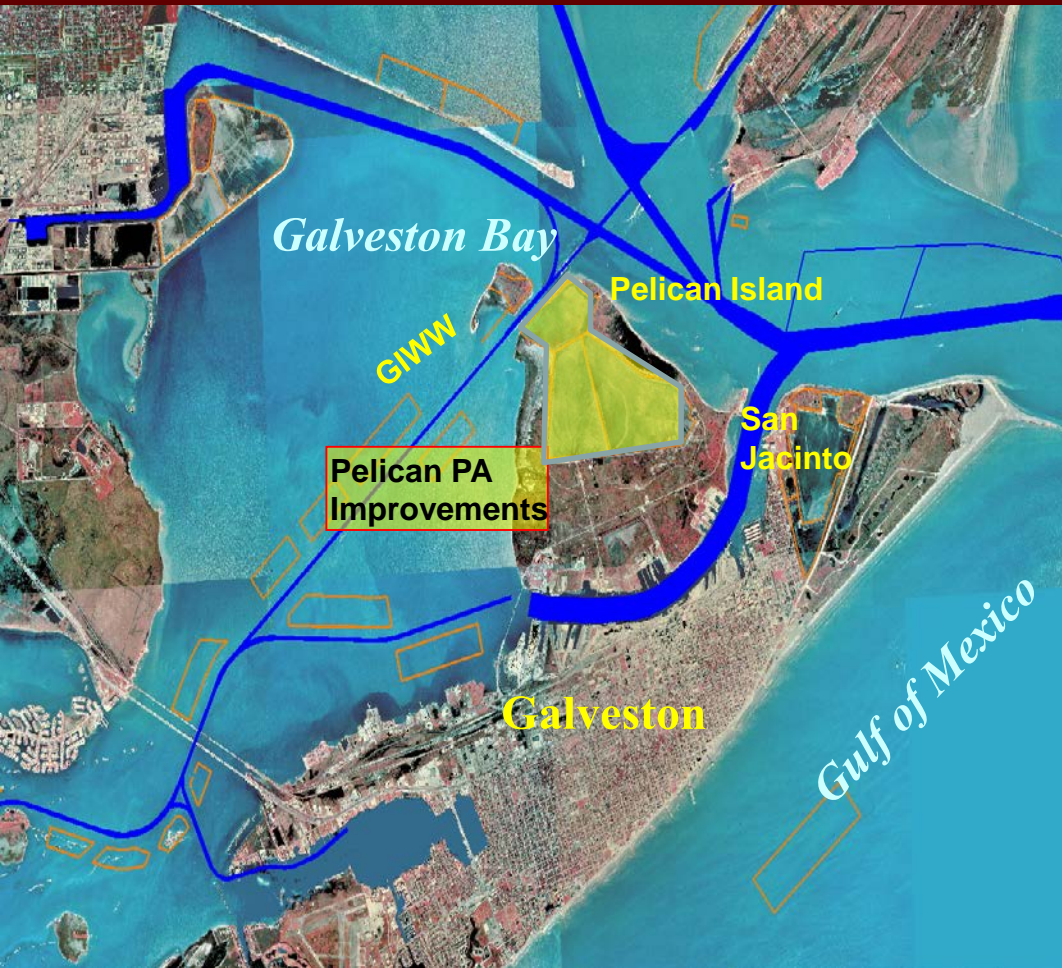 Galveston Bay
Pelican Island
GIWW
San
Jacinto
Pelican PA
Improvements
Galveston
Gulf of Mexico